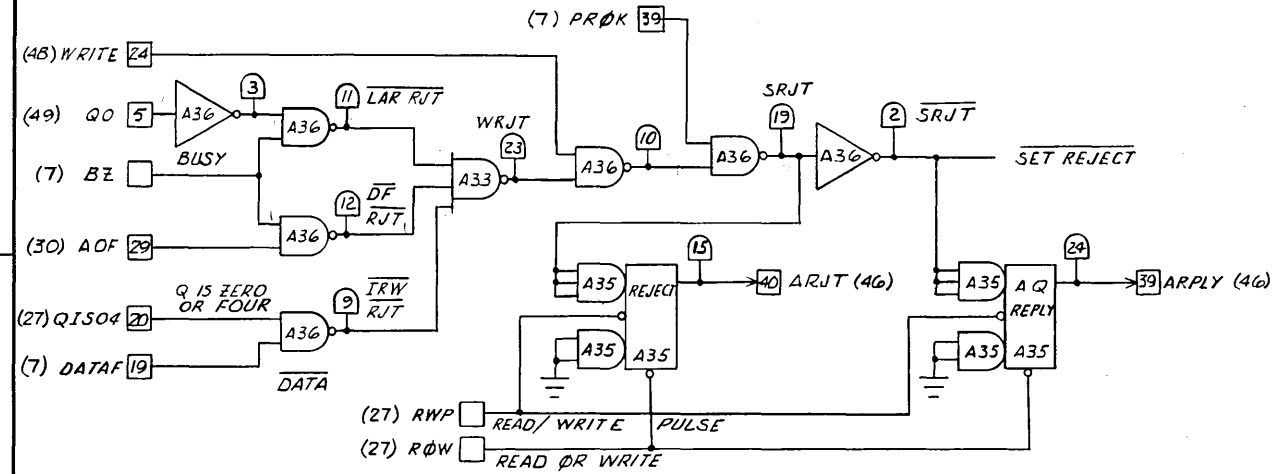 (7) PRØK 39
(4B) WRITE 24
(49) Q0 5
A36
3
A36
11 LAR RJT
BUSY
(7) BZ
A36
12 DF
RJT
(30) AOF 29
Q IS ZERO
OR FOUR
(27) QISO4 20
(7) DATAF 19
A36
9 IRW
RJT
DATA
A33
WRJT
23
A36
10
A36
SRJT
19
A36
2 SRJT
SET REJECT
A35
REJECT
A35
A35
15
40 ARJT (46)
A35
A Q
REPLY
A35
A35
24
39 ARPLY (46)
(27) RWP READ/WRITE PULSE
(27) RØW READ ØR WRITE